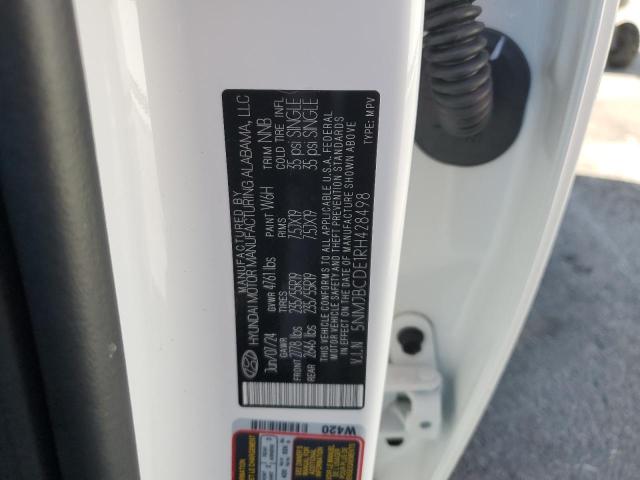 MANUFACTURED BY
HYUNDAI MOTOR MANUFACTURING ALABAMA, LLC
Jun/07/24 PAINT W6H TRIM NNB
GVWR 4761 lbs
GAWR TIRES RIMS COLD TIRE INFL
FRONT 2778 lbs 235/55R19 7.5JX19 35 psi SINGLE
REAR 2646 lbs 235/55R19 7.5JX19 35 psi SINGLE
THIS VEHICLE CONFORMS TO ALL APPLICABLE U.S.A. FEDERAL
MOTOR VEHICLE SAFETY AND THEFT PREVENTION STANDARDS
IN EFFECT ON THE DATE OF MANUFACTURE SHOWN ABOVE
V.I.N 5NMJBCDE1RH428498 TYPE: MPV
W420